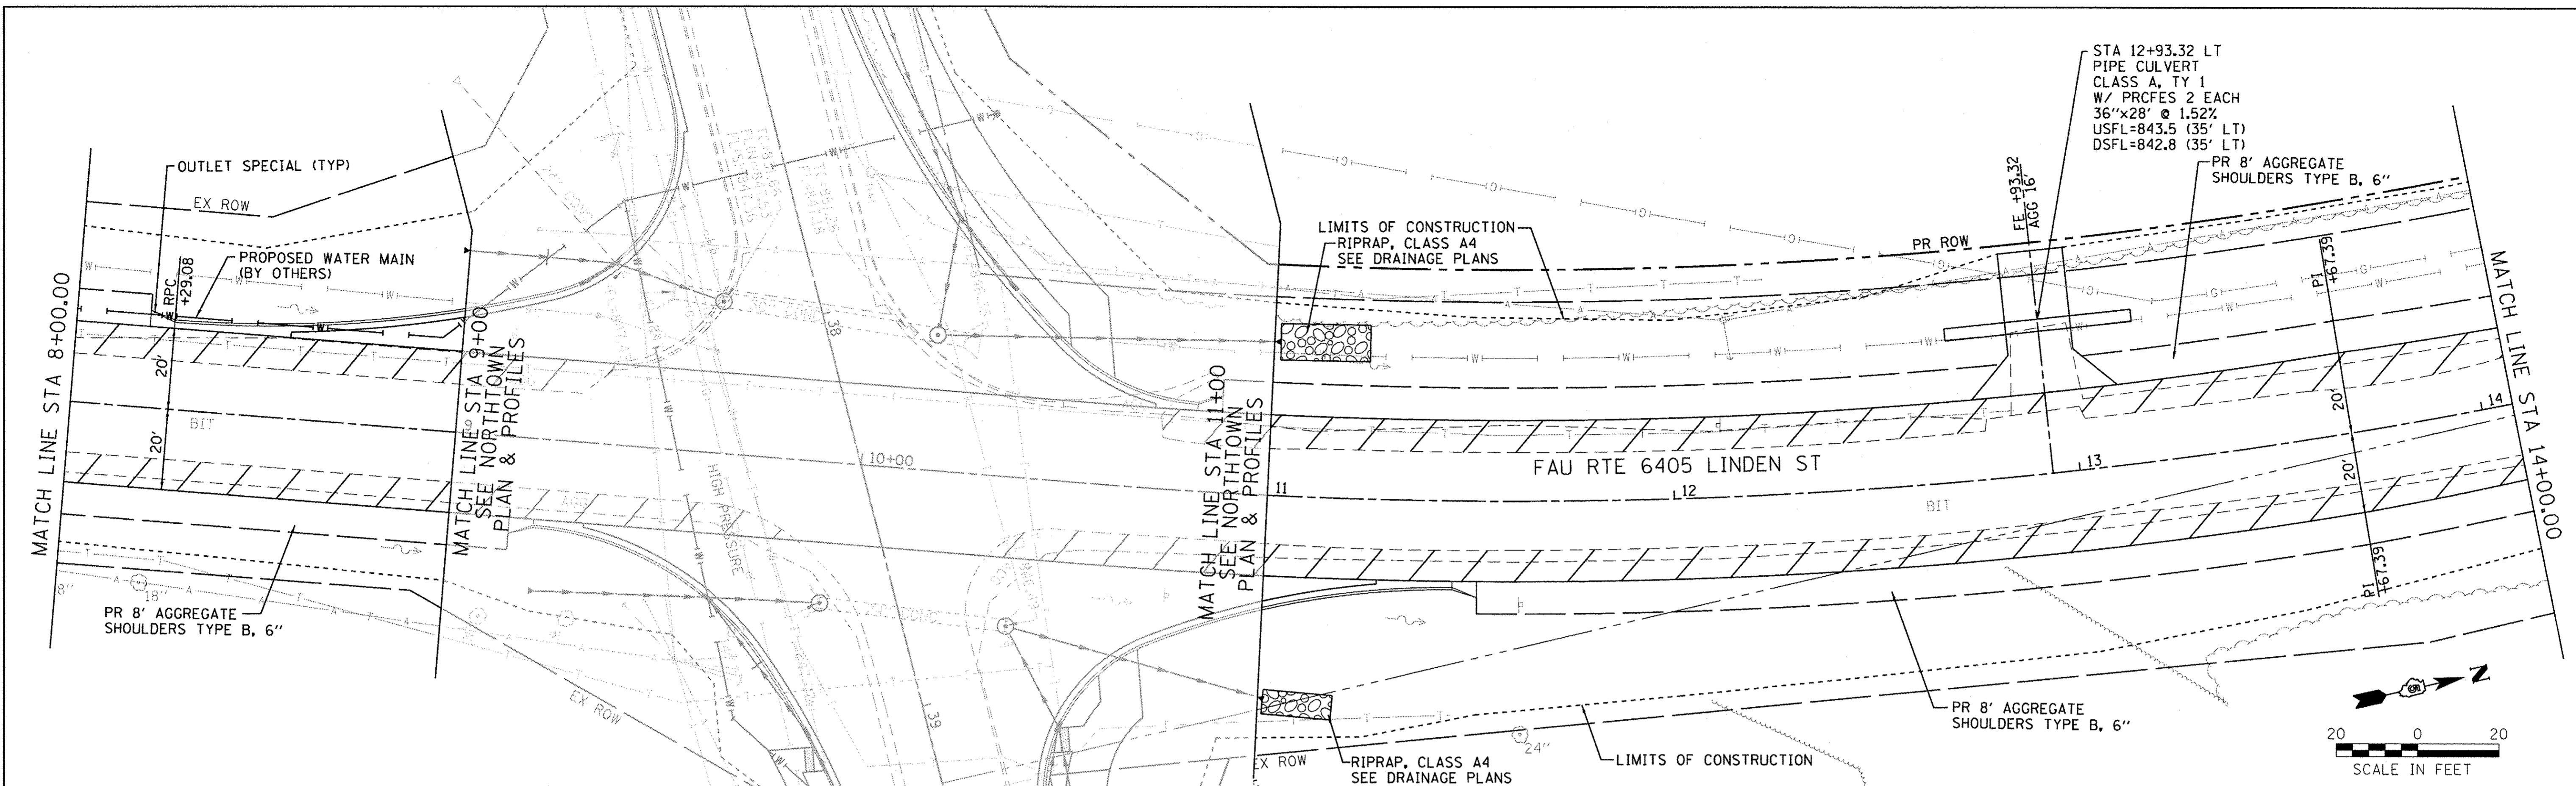 STA 12+93.32 LT
PIPE CULVERT
CLASS A, TY 1
W/ PRCFES 2 EACH
36"x28' @ 1.52%
USFL=843.5 (35' LT)
DSFL=842.8 (35' LT)
PR 8' AGGREGATE
SHOULDERS TYPE B, 6"
FE +93.32
AGG 16'
OUTLET SPECIAL (TYP)
EX ROW
PROPOSED WATER MAIN
(BY OTHERS)
RPC
+29.08
LIMITS OF CONSTRUCTION
RIPRAP, CLASS A4
SEE DRAINAGE PLANS
PR ROW
PI
+67.39
MATCH LINE STA 8+00.00
20'
20'
BIT
9
MATCH LINE STA 9+00
SEE NORTHTOWN
PLAN & PROFILES
HIGH PRESSURE
38
10+00
39
MATCH LINE STA 11+00
SEE NORTHTOWN
PLAN & PROFILES
11
12
13
14
FAU RTE 6405 LINDEN ST
BIT
20'
20'
PI
+67.39
MATCH LINE STA 14+00.00
8"
18"
PR 8' AGGREGATE
SHOULDERS TYPE B, 6"
EX ROW
EX ROW
RIPRAP, CLASS A4
SEE DRAINAGE PLANS
24"
LIMITS OF CONSTRUCTION
PR 8' AGGREGATE
SHOULDERS TYPE B, 6"
N
20 0 20
SCALE IN FEET